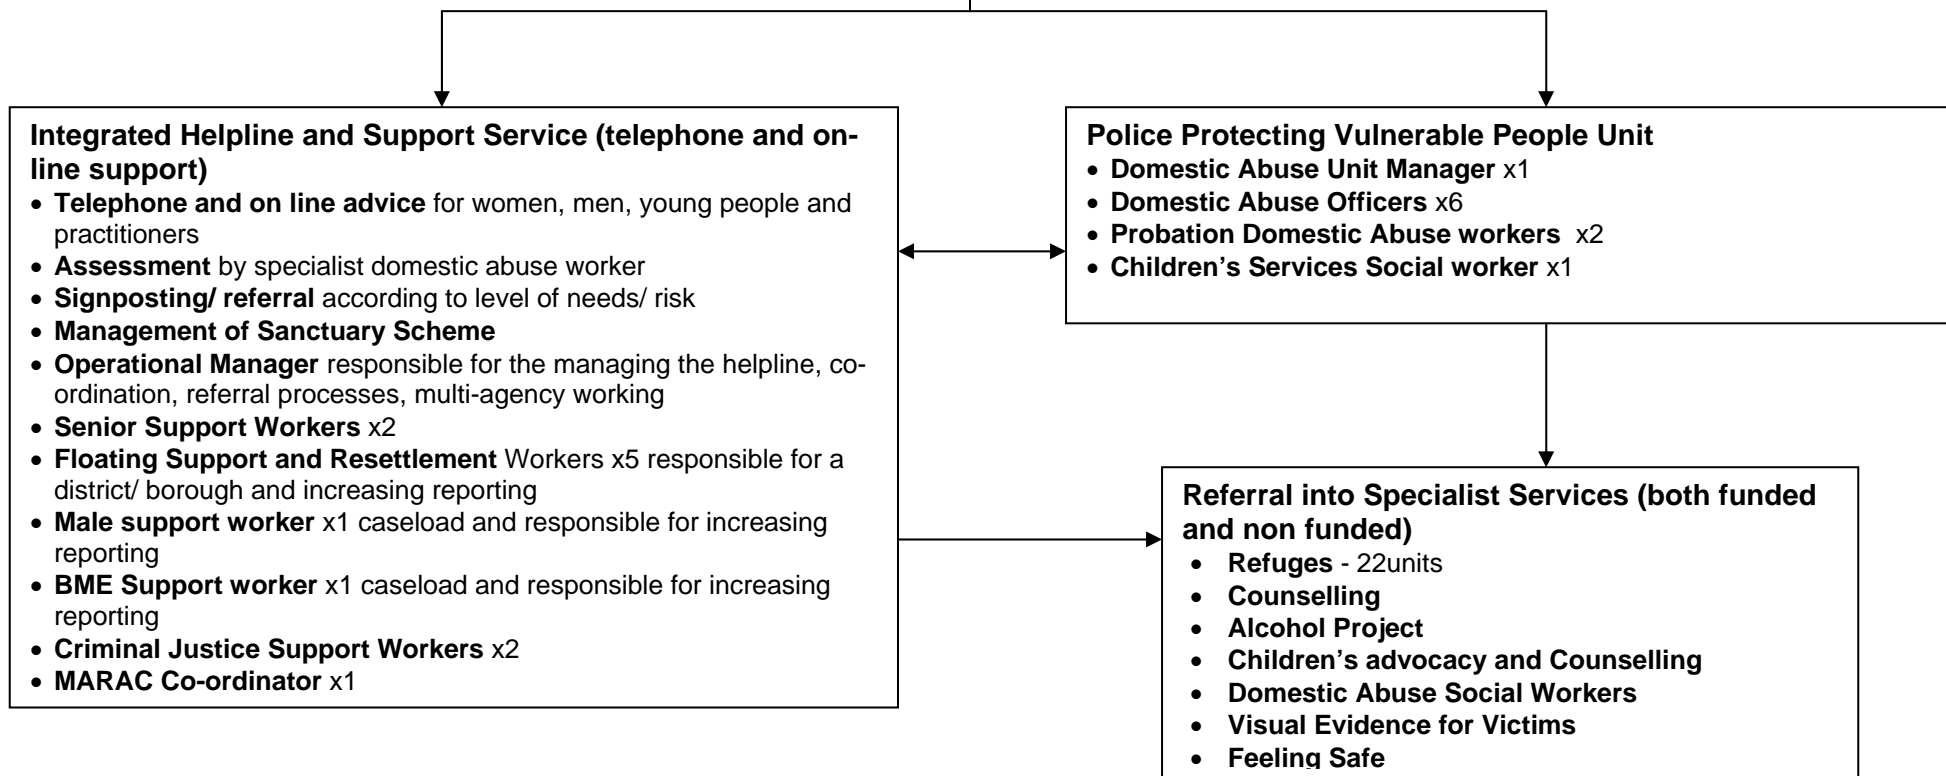 Integrated Helpline and Support Service (telephone and on-
line support)
• Telephone and on line advice for women, men, young people and
practitioners
• Assessment by specialist domestic abuse worker
• Signposting/ referral according to level of needs/ risk
• Management of Sanctuary Scheme
• Operational Manager responsible for the managing the helpline, co-
ordination, referral processes, multi-agency working
• Senior Support Workers x2
• Floating Support and Resettlement Workers x5 responsible for a
district/ borough and increasing reporting
• Male support worker x1 caseload and responsible for increasing
reporting
• BME Support worker x1 caseload and responsible for increasing
reporting
• Criminal Justice Support Workers x2
• MARAC Co-ordinator x1
Police Protecting Vulnerable People Unit
• Domestic Abuse Unit Manager x1
• Domestic Abuse Officers x6
• Probation Domestic Abuse workers x2
• Children's Services Social worker x1
Referral into Specialist Services (both funded
and non funded)
• Refuges - 22units
• Counselling
• Alcohol Project
• Children's advocacy and Counselling
• Domestic Abuse Social Workers
• Visual Evidence for Victims
• Feeling Safe